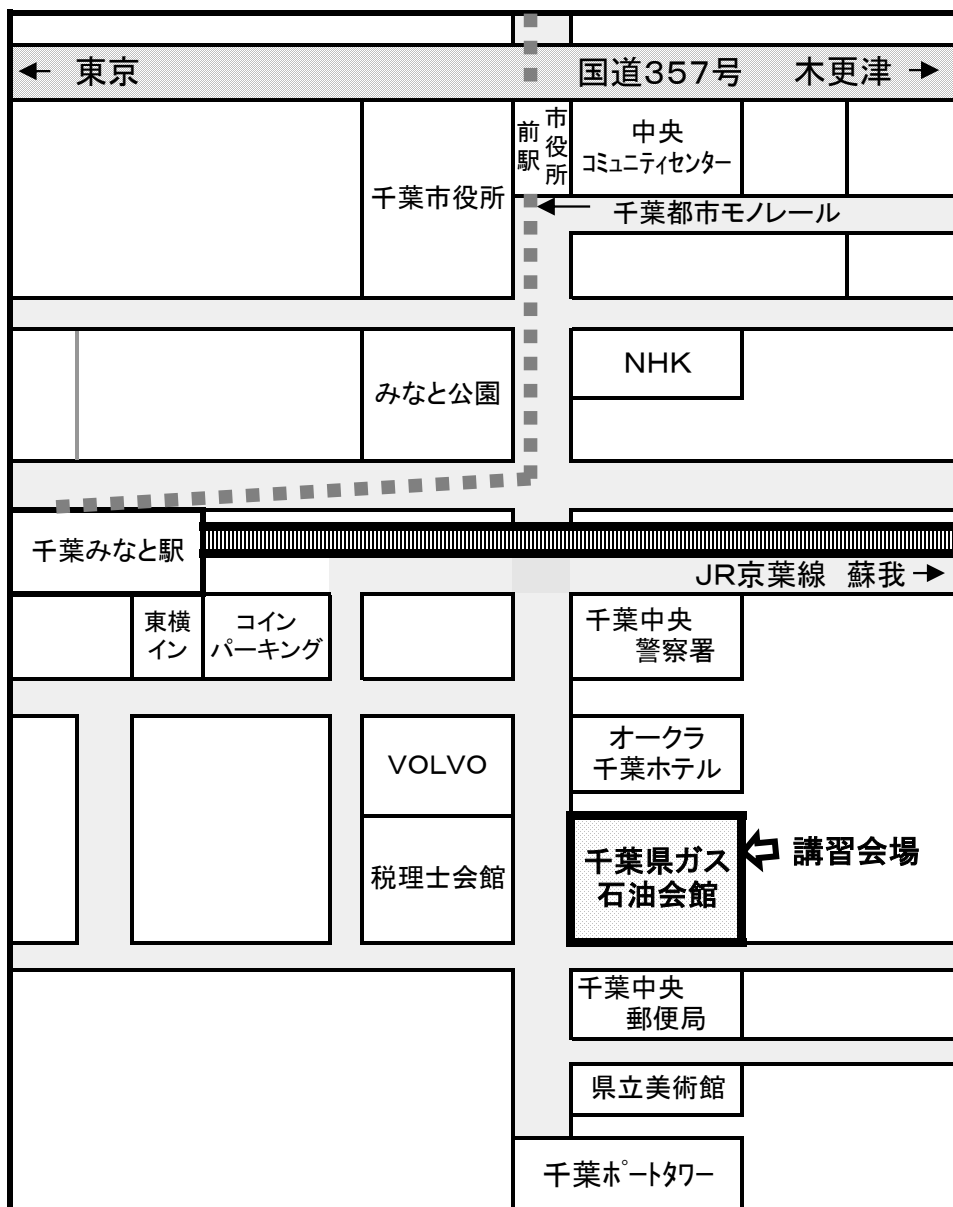 ← 東京
国道357号
木更津 →
市役所
前駅
中央
コミュニティセンター
千葉市役所
千葉都市モノレール
NHK
みなと公園
千葉みなと駅
JR京葉線 蘇我 →
東横
イン
コイン
パーキング
千葉中央
警察署
VOLVO
オークラ
千葉ホテル
税理士会館
千葉県ガス
石油会館
講習会場
千葉中央
郵便局
県立美術館
千葉ポートタワー